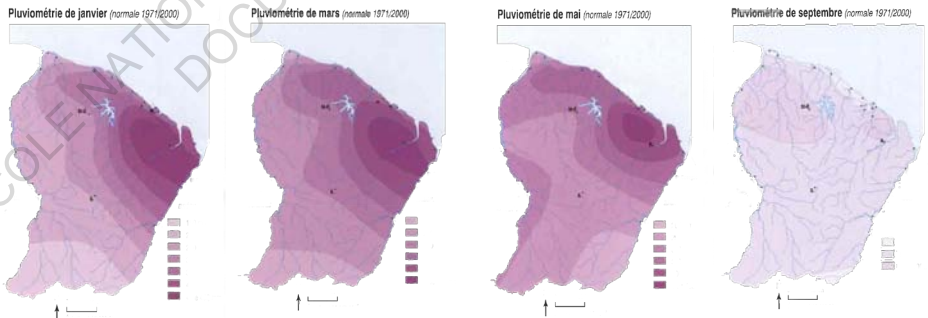 Pluviométrie de janvier (normale 1971/2000)
Pluviométrie de mars (normale 1971/2000)
Pluviométrie de mai (normale 1971/2000)
Pluviométrie de septembre (normale 1971/2000)